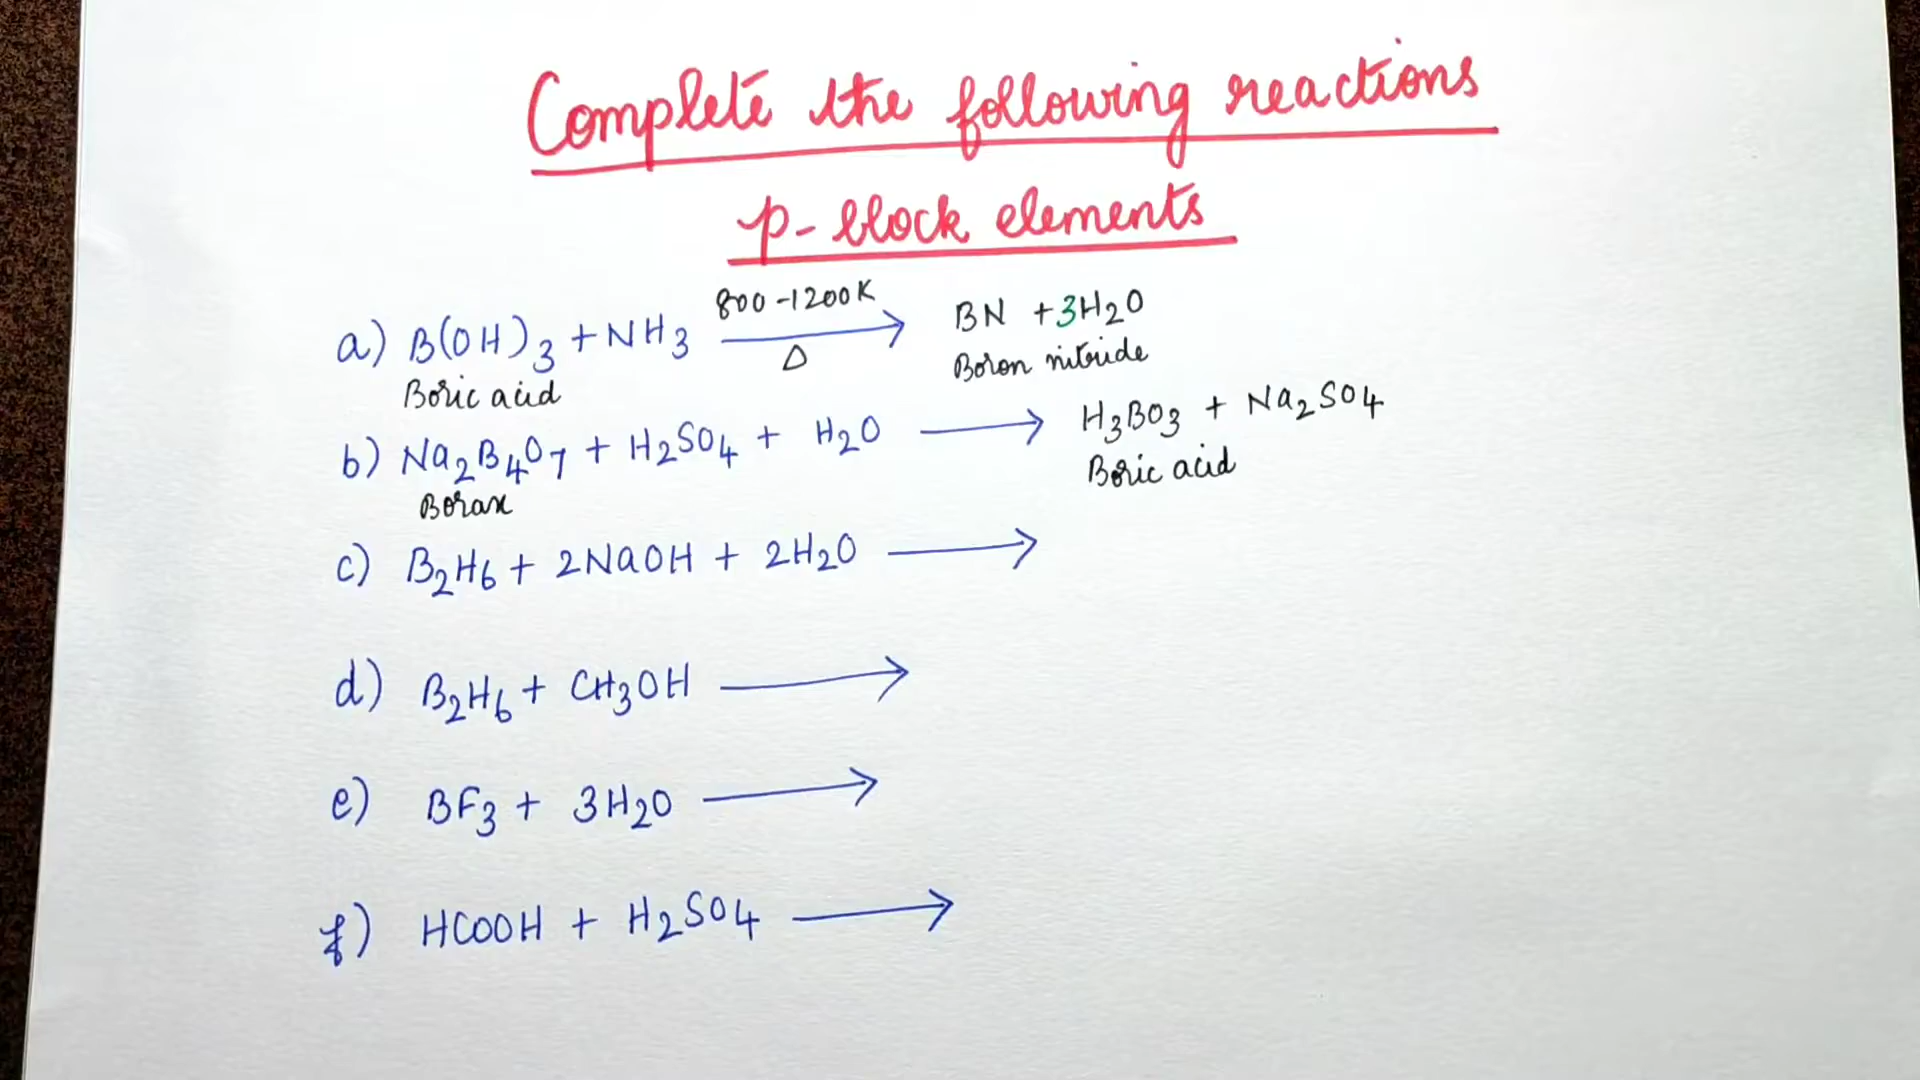 Complete the following reactions
p-block elements
a) B(OH)3 + NH3 800-1200K Δ → BN + 3H2O
Boric acid Boron nitride
b) Na2B4O7 + H2SO4 + H2O → H3BO3 + Na2SO4
Borax Boric acid
c) B2H6 + 2NaOH + 2H2O →
d) B2H6 + CH3OH →
e) BF3 + 3H2O →
f) HCOOH + H2SO4 →